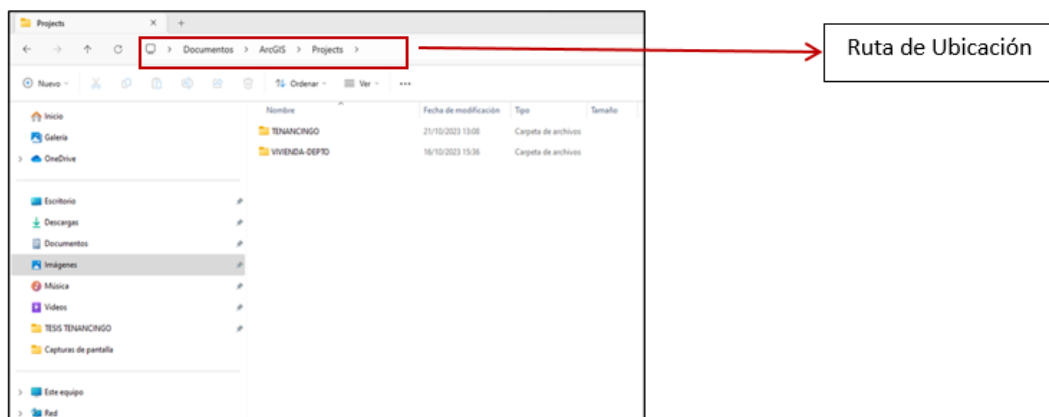 Projects
Documentos > ArcGIS > Projects >
Ruta de Ubicación
Nuevo
Ordenar
Ver
Nombre Fecha de modificación Tipo Tamaño
TENANCINGO 21/10/2023 13:08 Carpeta de archivos
VIVIENDA-DEPTO 16/10/2023 15:36 Carpeta de archivos
Inicio
Galería
OneDrive
Escritorio
Descargas
Documentos
Imágenes
Música
Videos
TESIS TENANCINGO
Capturas de pantalla
Este equipo
Red